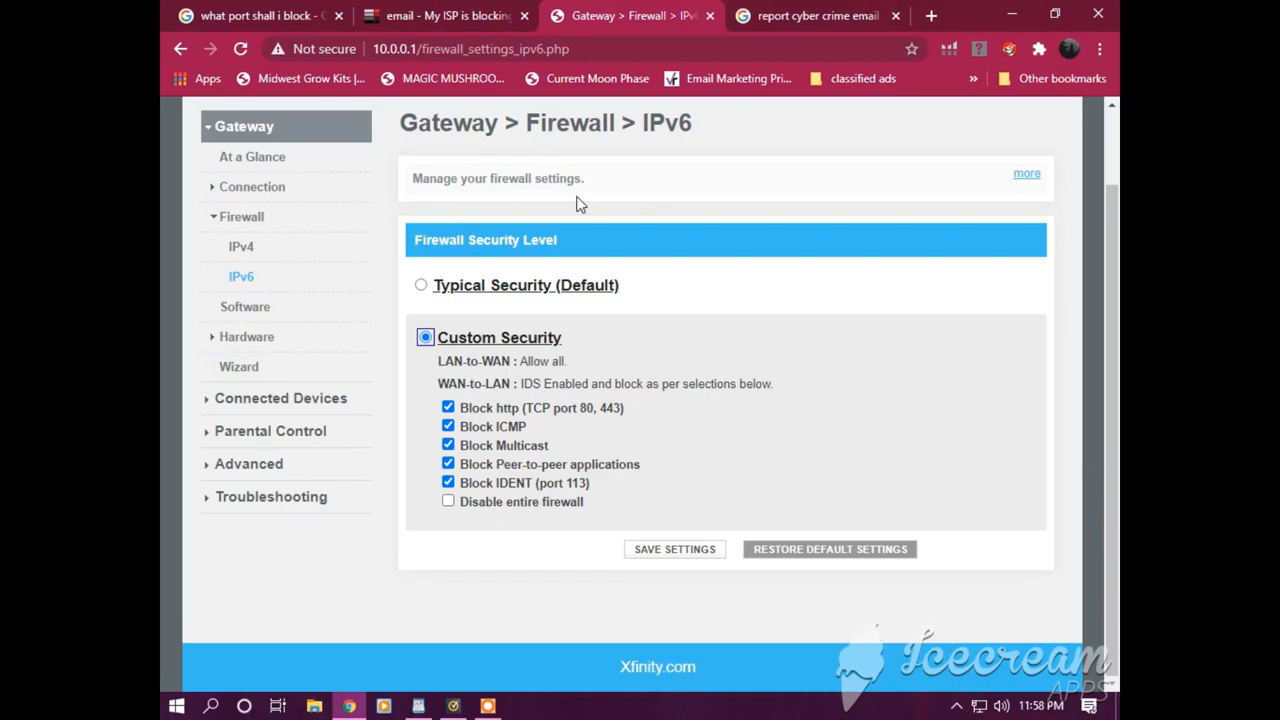 what port shall i block - G
email - My ISP is blocking
Gateway > Firewall > IPv6
report cyber crime email
Not secure
10.0.0.1/firewall_settings_ipv6.php
Apps
Midwest Grow Kits |...
MAGIC MUSHROO...
Current Moon Phase
Email Marketing Pri...
classified ads
»
Other bookmarks
Gateway
At a Glance
Connection
Firewall
IPv4
IPv6
Software
Hardware
Wizard
Connected Devices
Parental Control
Advanced
Troubleshooting
Gateway > Firewall > IPv6
Manage your firewall settings.
more
Firewall Security Level
Typical Security (Default)
Custom Security
LAN-to-WAN : Allow all.
WAN-to-LAN : IDS Enabled and block as per selections below.
Block http (TCP port 80, 443)
Block ICMP
Block Multicast
Block Peer-to-peer applications
Block IDENT (port 113)
Disable entire firewall
SAVE SETTINGS
RESTORE DEFAULT SETTINGS
Xfinity.com
Icecream
APPS
11:58 PM